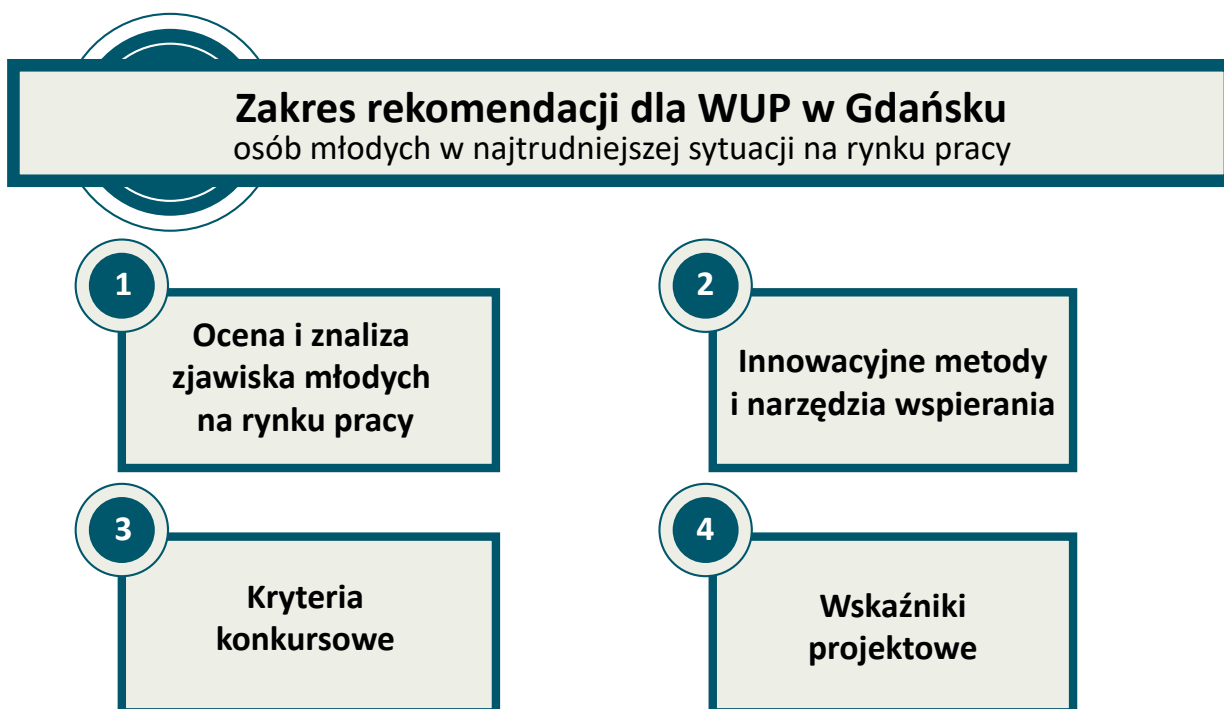 Zakres rekomendacji dla WUP w Gdańsku
osób młodych w najtrudniejszej sytuacji na rynku pracy
1
Ocena i znaliza
zjawiska młodych
na rynku pracy
2
Innowacyjne metody
i narzędzia wspierania
3
Kryteria
konkursowe
4
Wskaźniki
projektowe